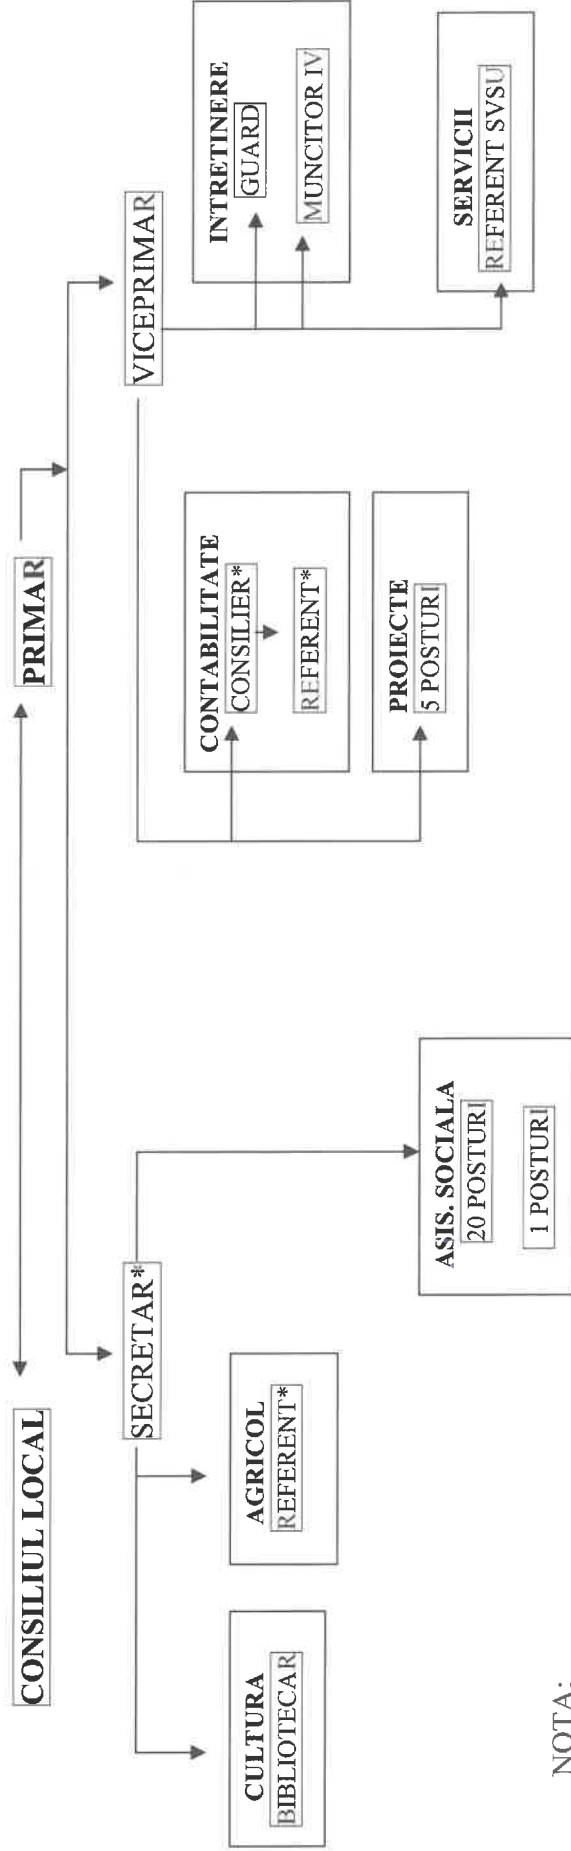 CONSILIUL LOCAL
PRIMAR
SECRETAR*
VICEPRIMAR
CULTURA
BIBLIOTECAR
AGRICOL
REFERENT*
ASIS. SOCIALA
20 POSTURI
1 POSTURI
CONTABILITATE
CONSILIER*
REFERENT*
PROIECTE
5 POSTURI
INTRETINERE
GUARD
MUNCITOR IV
SERVICII
REFERENT SVSU
NOTA: